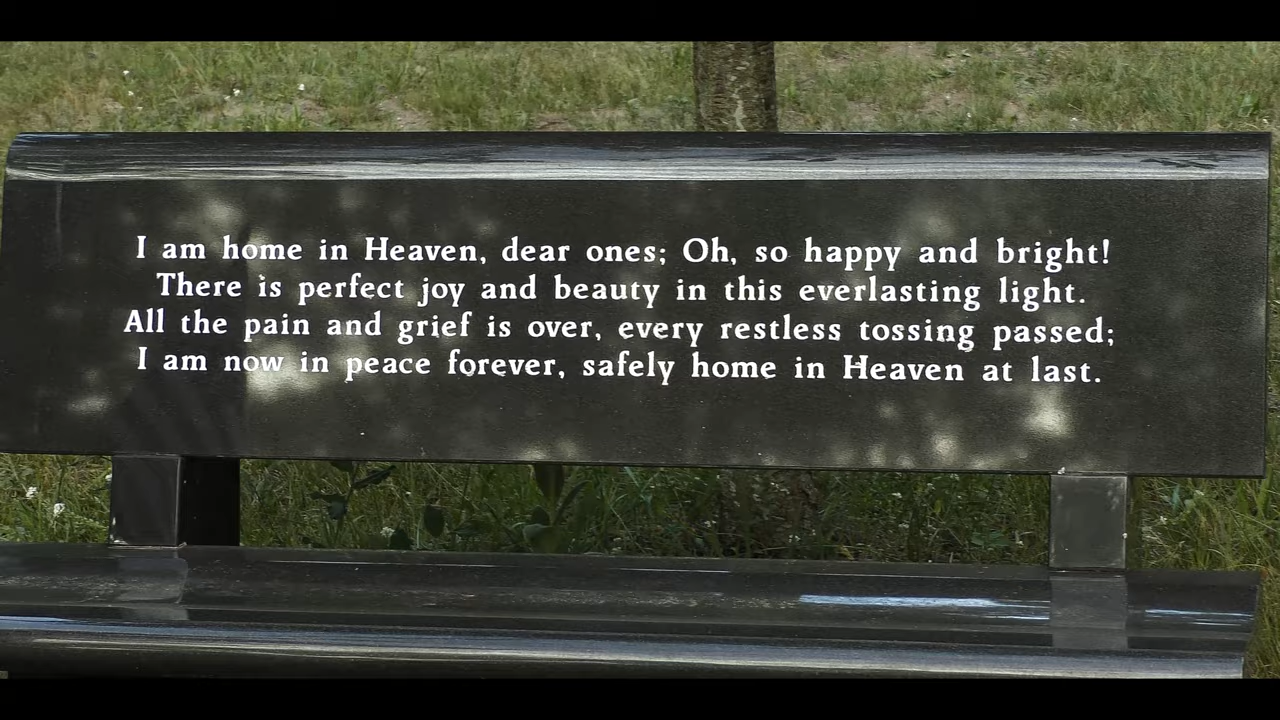 I am home in Heaven, dear ones; Oh, so happy and bright!
There is perfect joy and beauty in this everlasting light.
All the pain and grief is over, every restless tossing passed;
I am now in peace forever, safely home in Heaven at last.